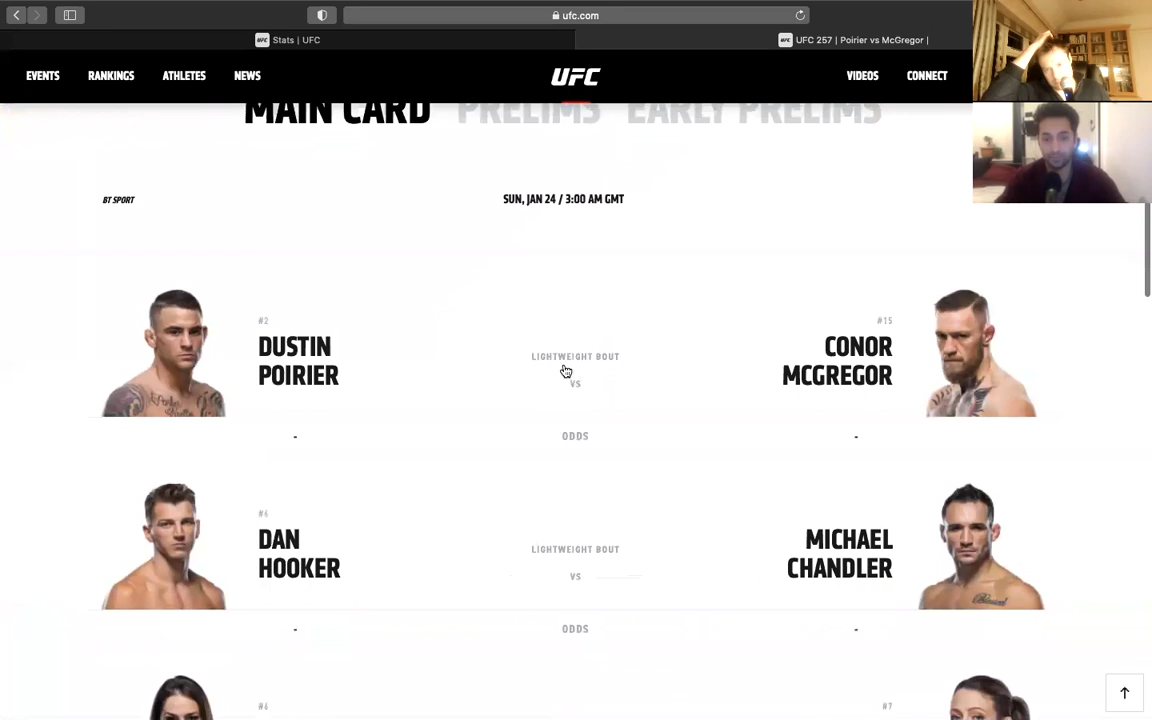 ufc.com
Stats | UFC
UFC 257 | Poirier vs McGregor |
EVENTS RANKINGS ATHLETES NEWS UFC VIDEOS CONNECT
MAIN CARD PRELIMS EARLY PRELIMS
BT SPORT SUN, JAN 24 / 3:00 AM GMT
#2 #15
DUSTIN CONOR
LIGHTWEIGHT BOUT
POIRIER MCGREGOR
VS
- ODDS -
#6
DAN MICHAEL
LIGHTWEIGHT BOUT
HOOKER CHANDLER
VS
- ODDS -
#6 #7